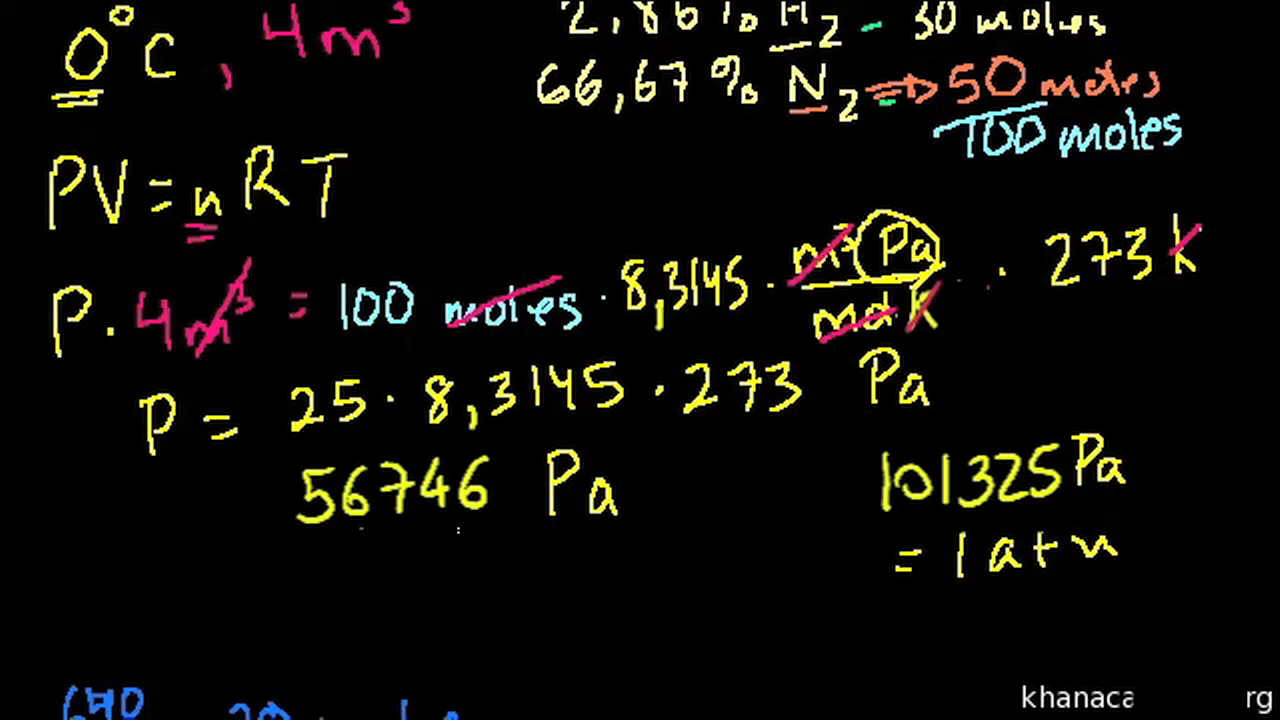 0°C, 4m³
2,86% H₂ - 30 moles
66,67% N₂ => 50 moles
100 moles
PV = nRT
P. 4m³ = 100 moles · 8,3145 · m³ Pa / mol K · 273 K
P = 25 · 8,3145 · 273 Pa
56746 Pa
101325 Pa
= 1 atm
khanaca rg